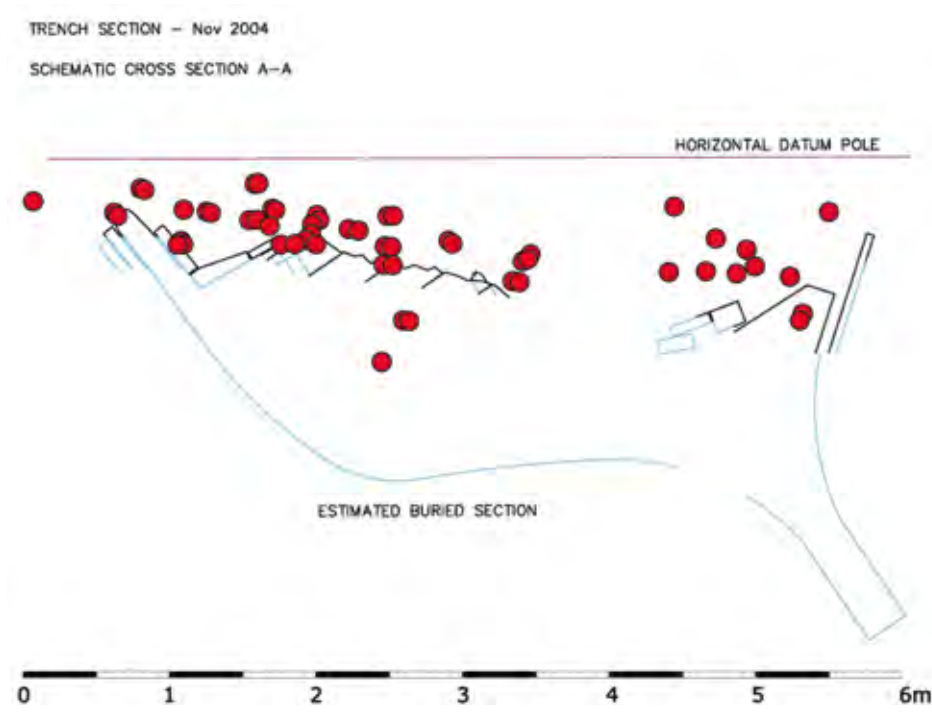 TRENCH SECTION – Nov 2004
SCHEMATIC CROSS SECTION A–A
HORIZONTAL DATUM POLE
ESTIMATED BURIED SECTION
0 1 2 3 4 5 6m